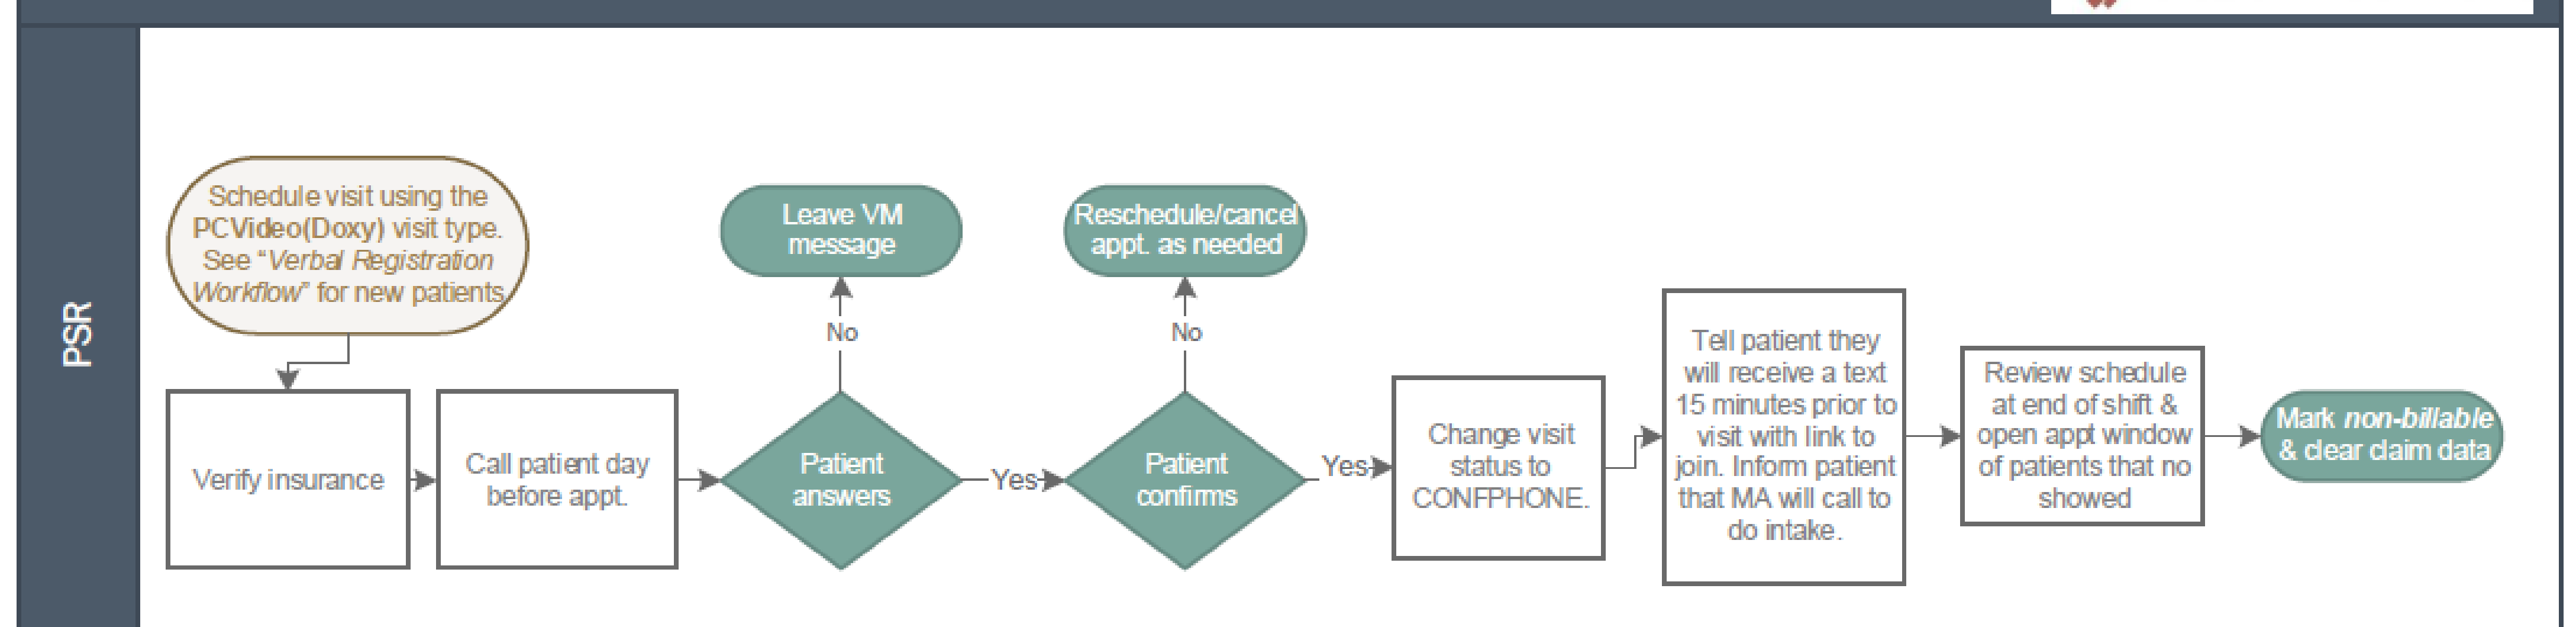 PSR
Schedule visit using the
PCVideo(Doxy) visit type.
See “Verbal Registration
Workflow” for new patients
Verify insurance
Call patient day
before appt.
Patient
answers
No
Leave VM
message
Yes
Patient
confirms
No
Reschedule/cancel
appt. as needed
Yes
Change visit
status to
CONFPHONE.
Tell patient they
will receive a text
15 minutes prior to
visit with link to
join. Inform patient
that MA will call to
do intake.
Review schedule
at end of shift &
open appt window
of patients that no
showed
Mark non-billable
& clear claim data